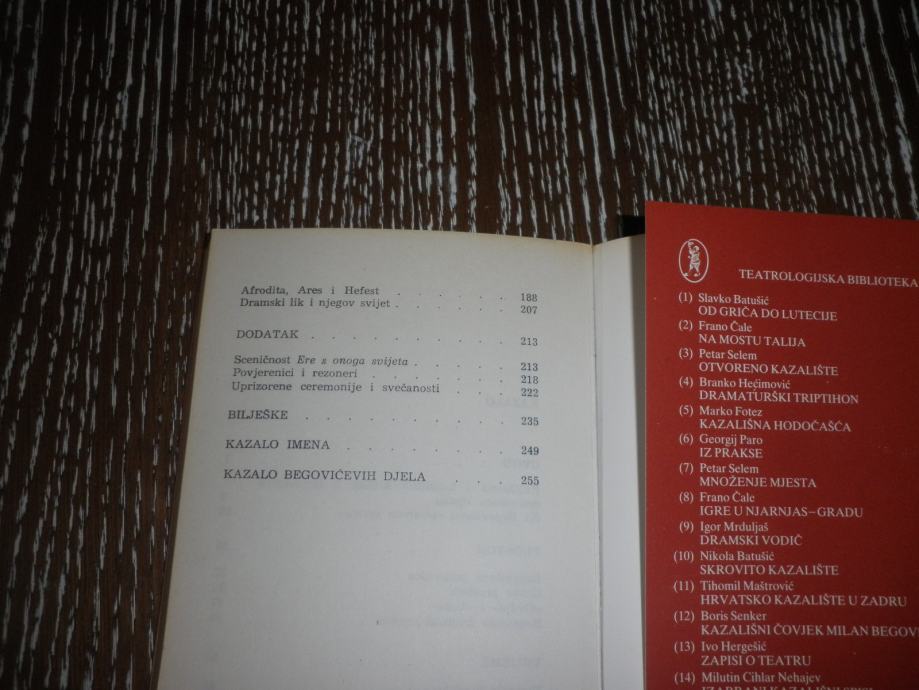 Afrodita, Ares i Hefest . . . . . . . 188
Dramski lik i njegov svijet . . . . . . . 207
DODATAK . . . . . . . . . . . 213
Sceničnost Ere s onoga svijeta . . . . . . 213
Povjerenici i rezoneri . . . . . . . . 218
Uprizorene ceremonije i svečanosti . . . . 222
BILJEŠKE . . . . . . . . . . 235
KAZALO IMENA . . . . . . . . 249
KAZALO BEGOVIĆEVIH DJELA . . . 255
TEATROLOGIJSKA BIBLIOTEKA
(1) Slavko Batušić
OD GRIČA DO LUTECIJE
(2) Frano Čale
NA MOSTU TALIJA
(3) Petar Selem
OTVORENO KAZALIŠTE
(4) Branko Hećimović
DRAMATURŠKI TRIPTIHON
(5) Marko Fotez
KAZALIŠNA HODOČAŠĆA
(6) Georgij Paro
IZ PRAKSE
(7) Petar Selem
MNOŽENJE MJESTA
(8) Frano Čale
IGRE U NJARNJAS–GRADU
(9) Igor Mrduljaš
DRAMSKI VODIČ
(10) Nikola Batušić
SKROVITO KAZALIŠTE
(11) Tihomil Maštrović
HRVATSKO KAZALIŠTE U ZADRU
(12) Boris Senker
KAZALIŠNI ČOVJEK MILAN BEGOV
(13) Ivo Hergešić
ZAPISI O TEATRU
(14) Milutin Cihlar Nehajev